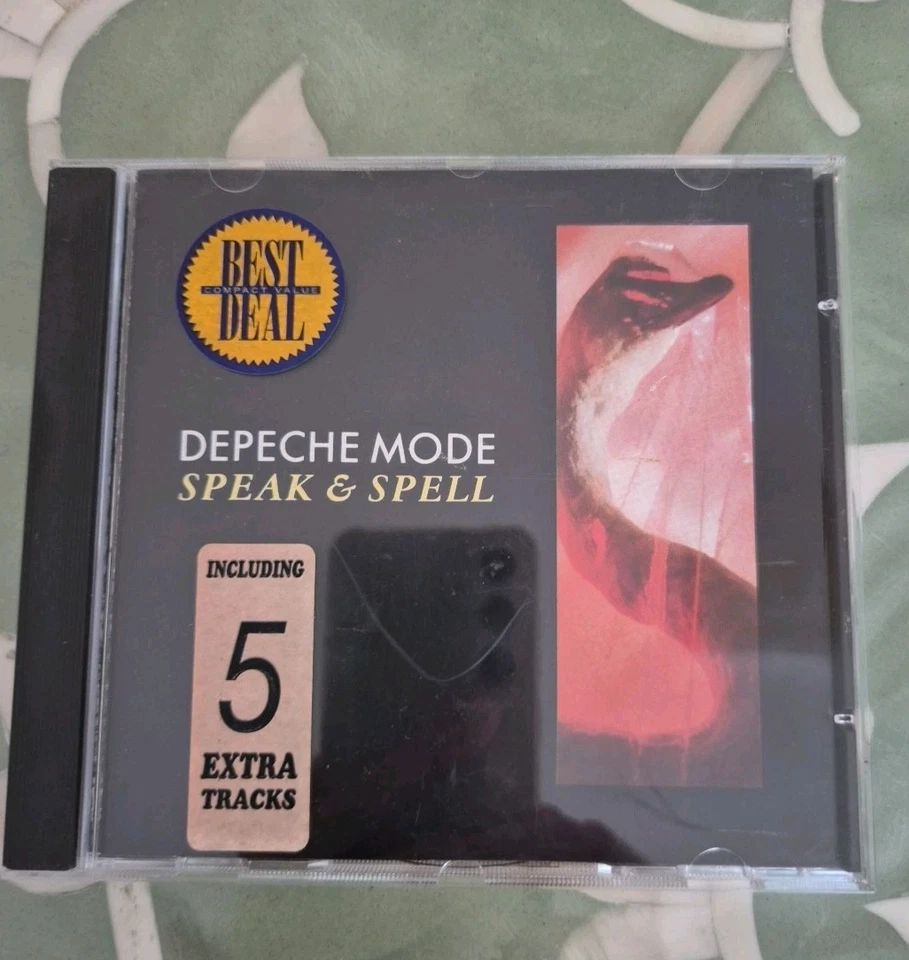 BEST
COMPACT VALUE
DEAL
DEPECHE MODE
SPEAK & SPELL
INCLUDING
5
EXTRA
TRACKS